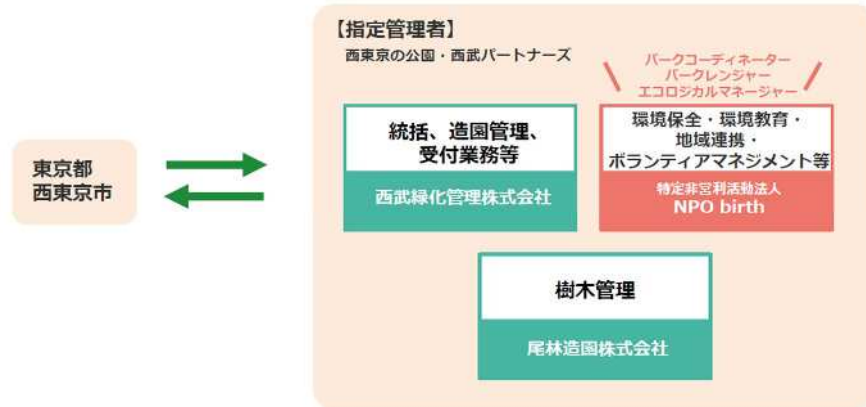 【指定管理者】
西東京の公園・西武パートナーズ
パークコーディネーター
パークレンジャー
エコロジカルマネージャー
統括、造園管理、
受付業務等
西武緑化管理株式会社
環境保全・環境教育・
地域連携・
ボランティアマネジメント等
特定非営利活動法人
NPO birth
東京都
西東京市
樹木管理
尾林造園株式会社